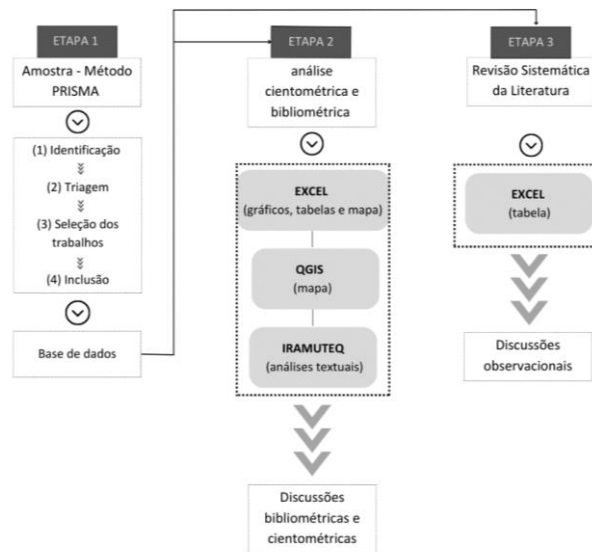 ETAPA 1
Amostra - Método
PRISMA
(1) Identificação
(2) Triagem
(3) Seleção dos
trabalhos
(4) Inclusão
Base de dados
ETAPA 2
análise
cientométrica e
bibliométrica
EXCEL
(gráficos, tabelas e mapa)
QGIS
(mapa)
IRAMUTEQ
(análises textuais)
Discussões
bibliométricas e
cientométricas
ETAPA 3
Revisão Sistemática
da Literatura
EXCEL
(tabela)
Discussões
observacionais